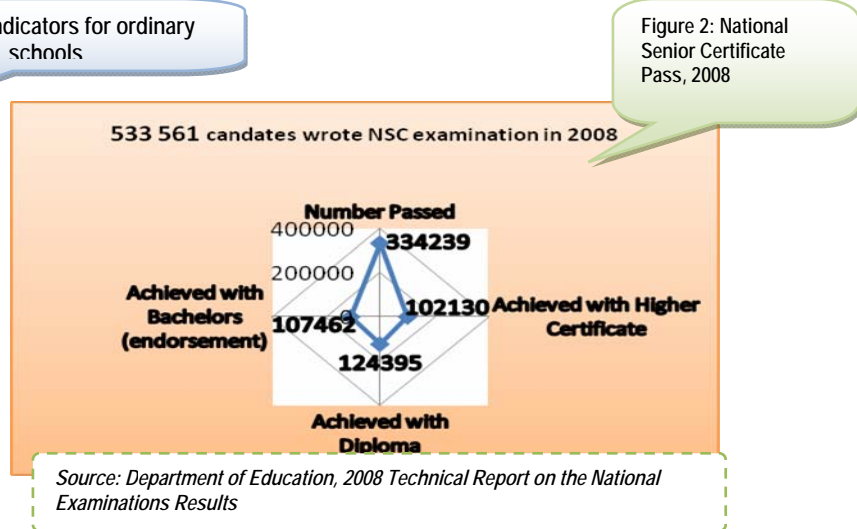 ndicators for ordinary
schools
Figure 2: National
Senior Certificate
Pass, 2008
533 561 candates wrote NSC examination in 2008
Number Passed
400000
334239
200000
Achieved with
Bachelors
(endorsement)
107462
0
102130
Achieved with Higher
Certificate
124395
Achieved with
Diploma
Source: Department of Education, 2008 Technical Report on the National
Examinations Results